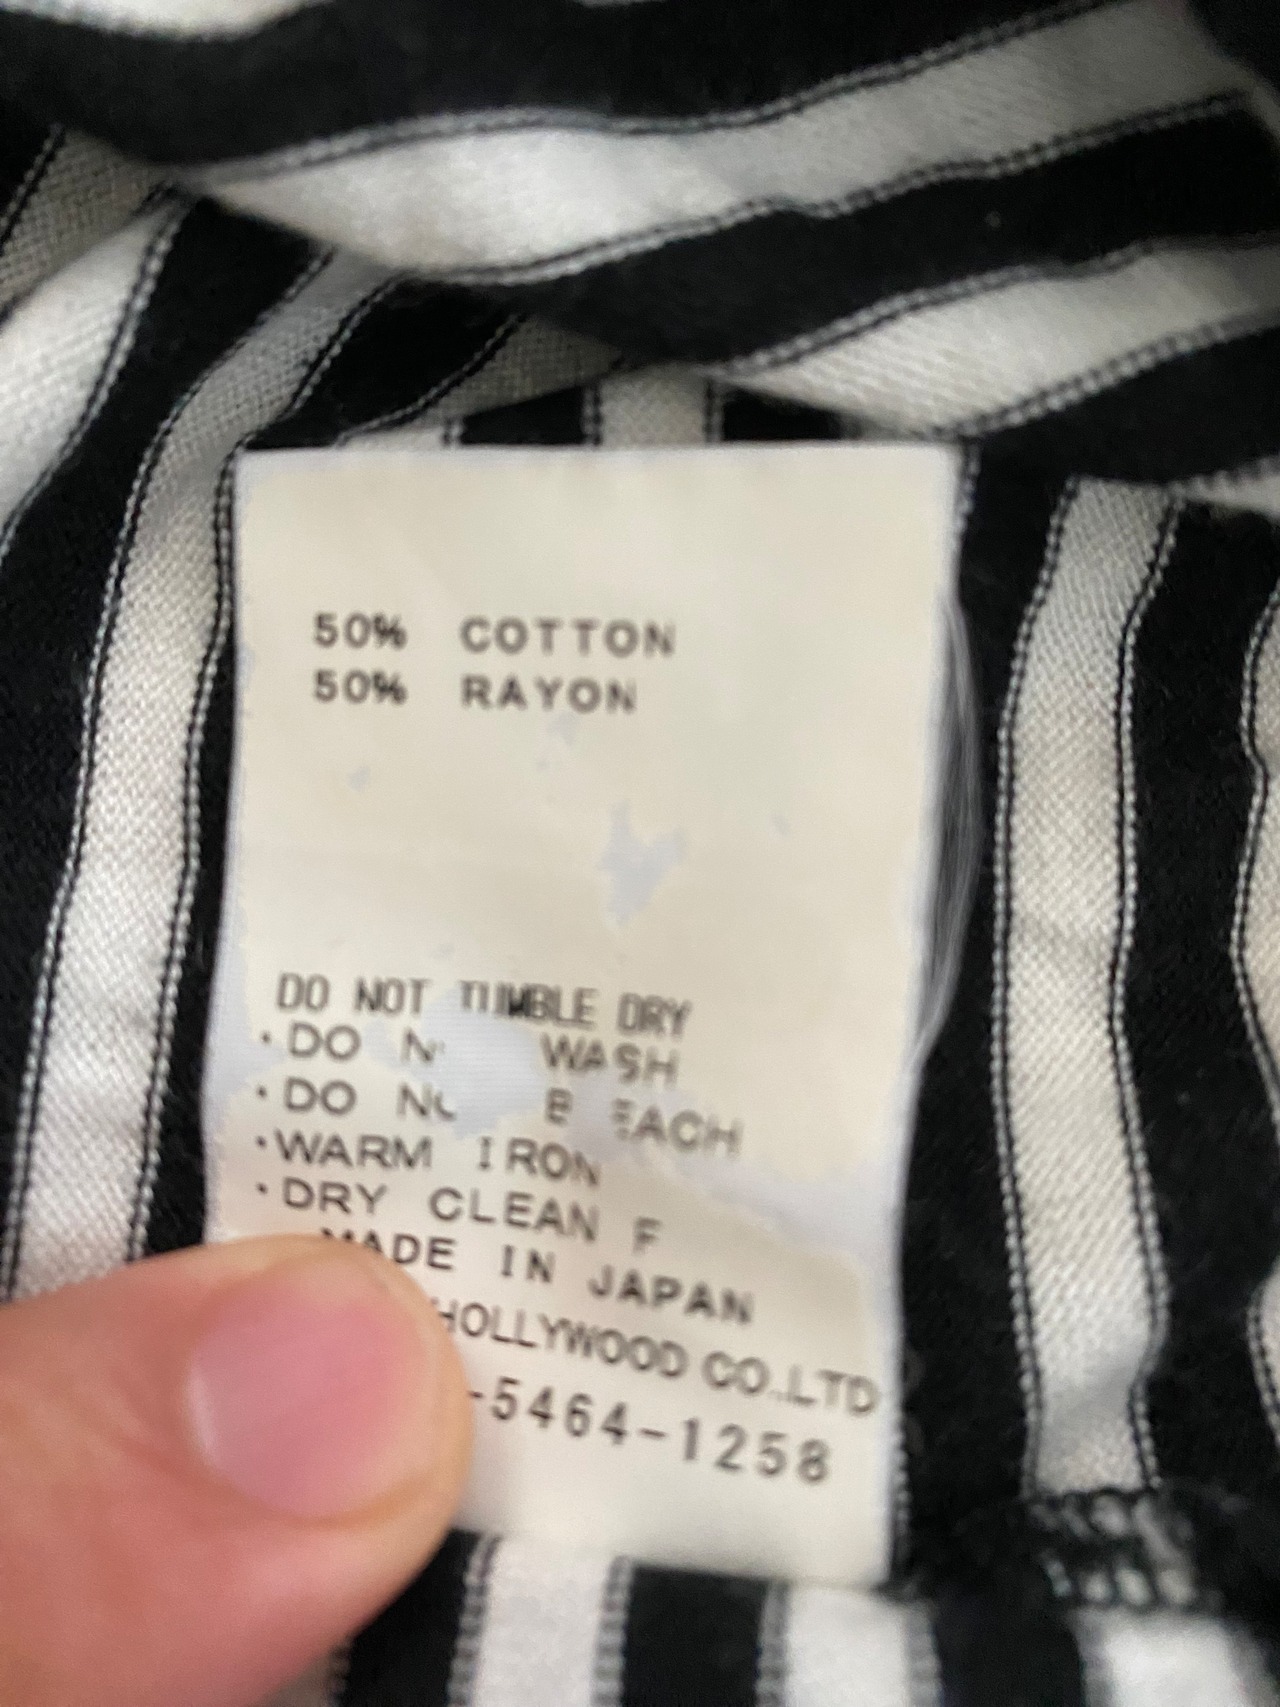 50% COTTON
50% RAYON
DO NOT TUMBLE DRY
·DO N WASH
·DO NO B EACH
·WARM IRON
·DRY CLEAN F
MADE IN JAPAN
HOLLYWOOD CO.,LTD
-5464-1258